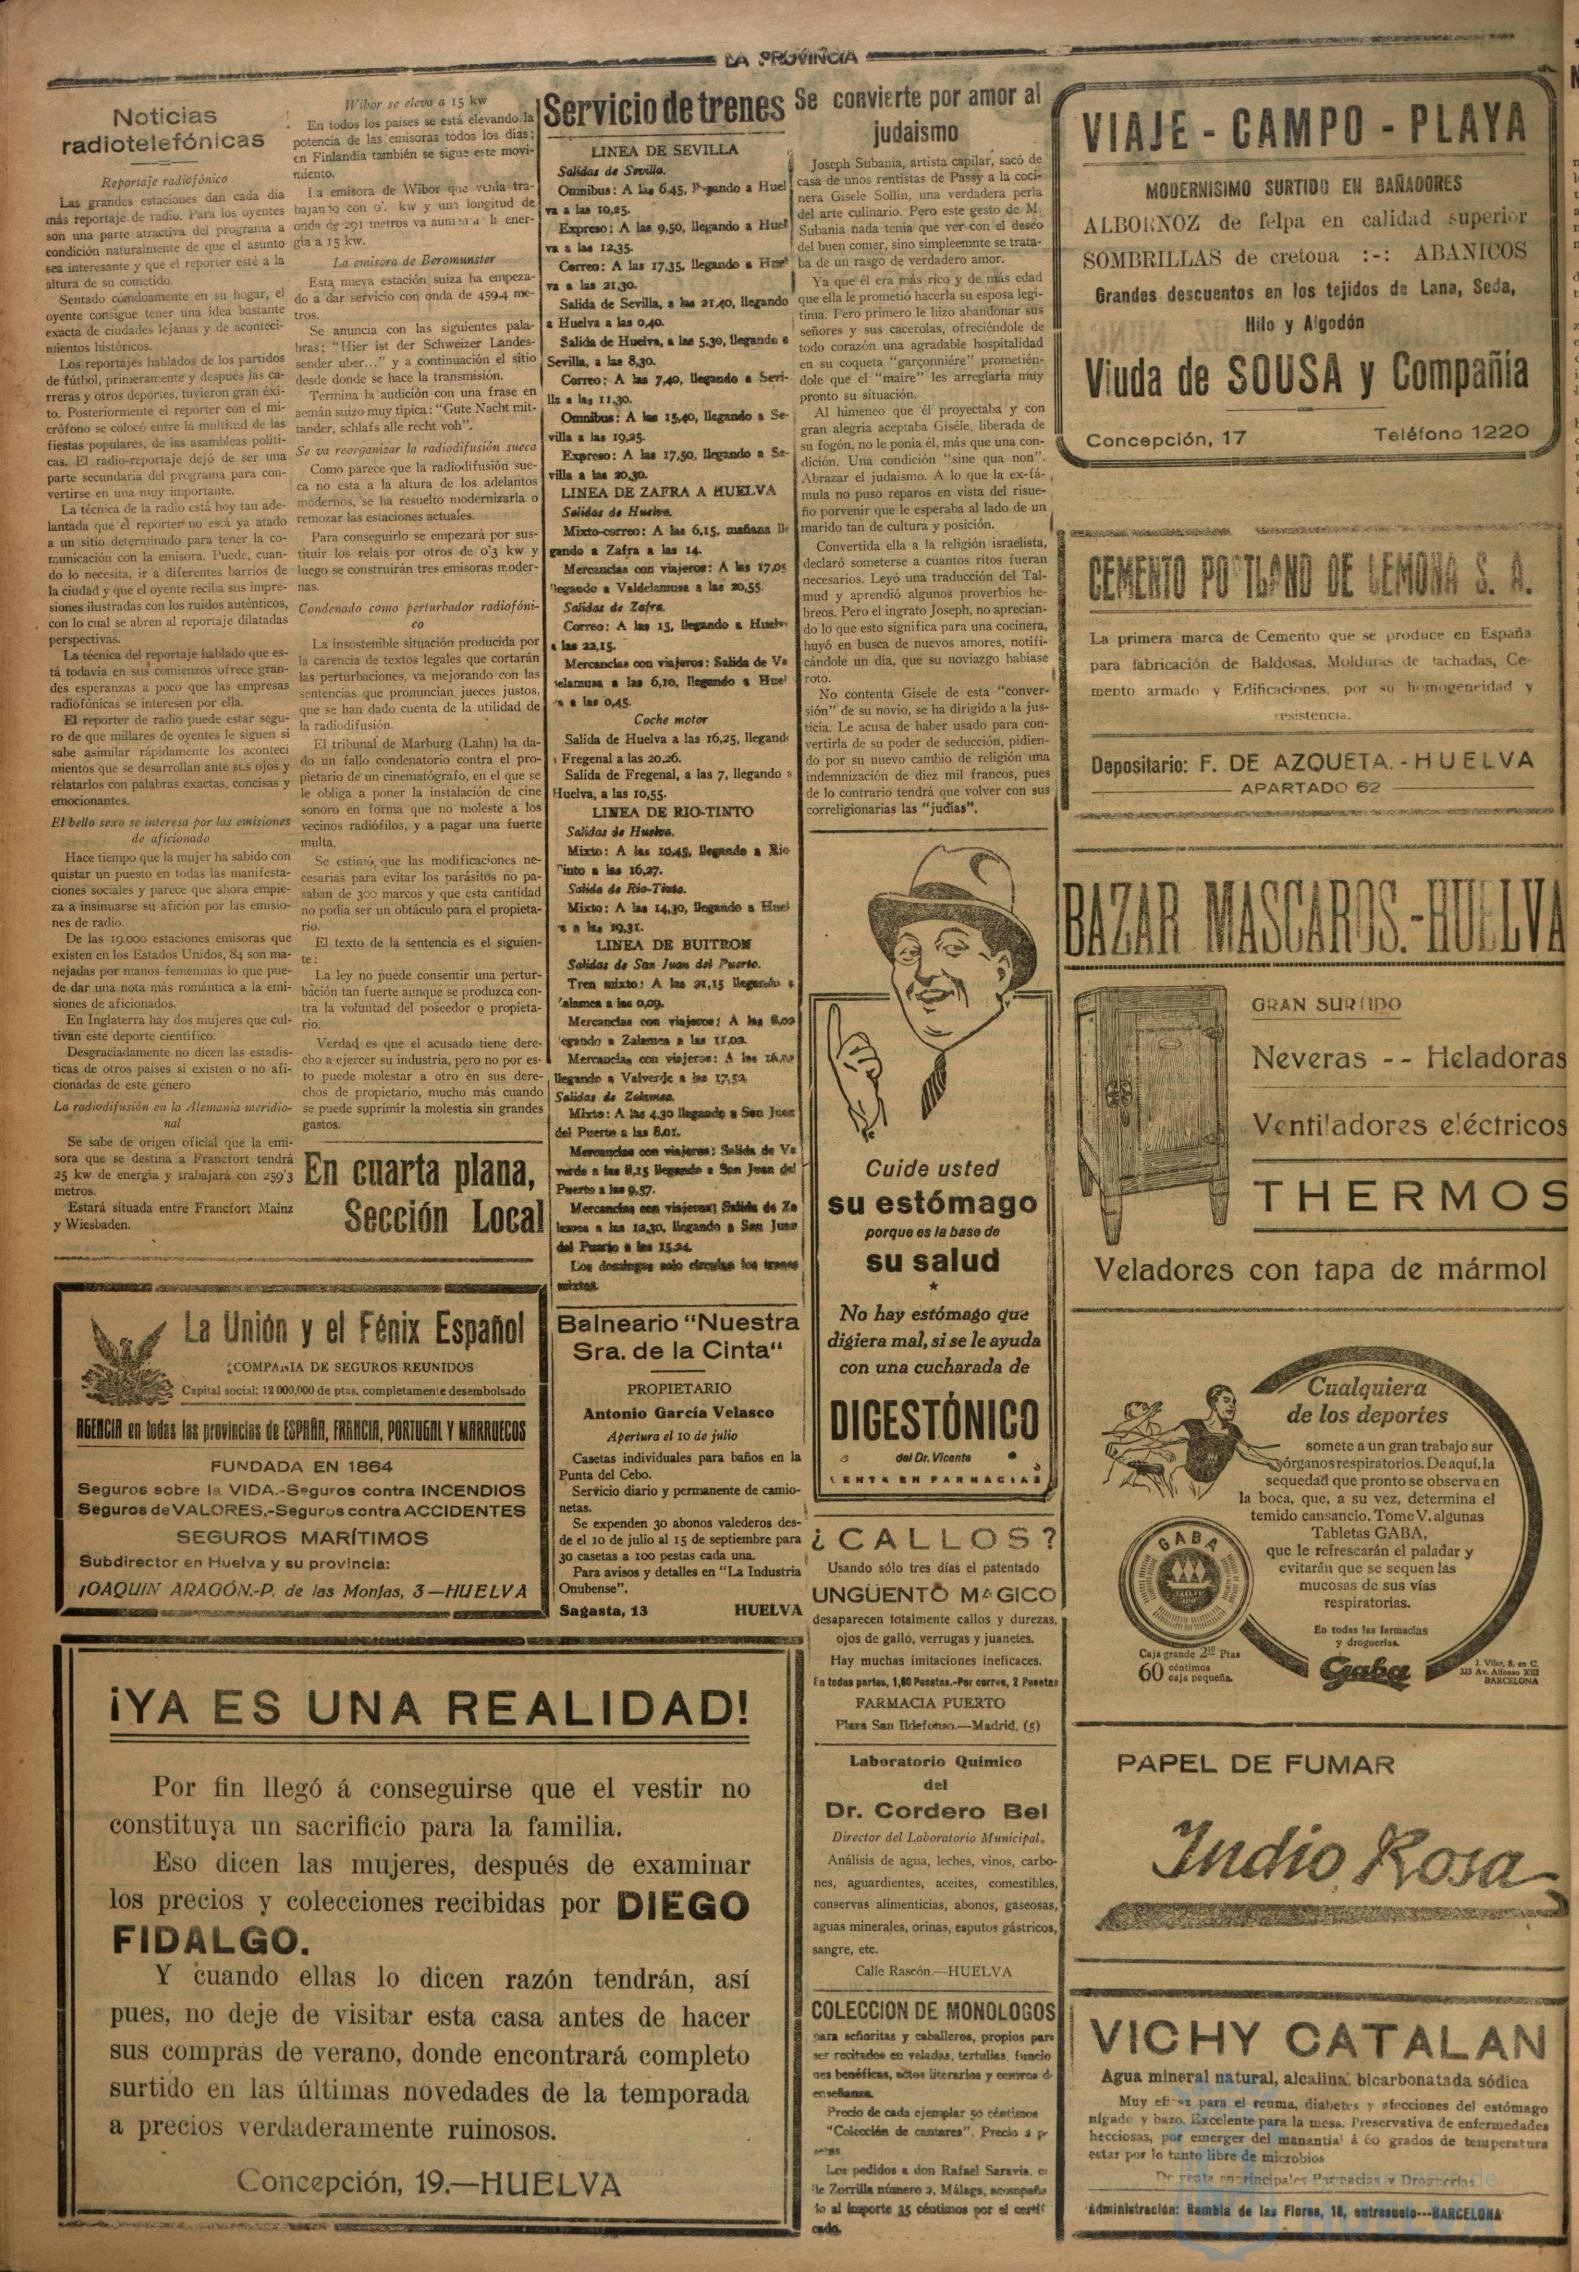 LA PROVINCIA
Noticias
radiotelefónicas
Reportaje radiofónico
Las grandes estaciones dan cada dia
más reportaje de radio. Para los oyentes
son una parte atractiva del programa a
condición naturalmente de que el asunto
sea interesante y que el reporter esté a la
altura de su cometido.
Sentado cómdoamente en su hogar, el
oyente consigue tener una idea bastante
exacta de ciudades lejanas y de aconteci-
mientos históricos.
Los reportajes hablados de los partidos
de fútbol, primeramente y después las ca-
rreras y otros deportes, tuvieron gran éxi-
to. Posteriormente el reporter con el mi-
crófono se colocó entre la multitud de las
fiestas populares, de las asambleas políti-
cas. El radio-reportaje dejó de ser una
parte secundaria del programa para con-
vertirse en una muy importante.
La técnica de la radio está hoy tan ade-
lantada que el reporter no está ya atado
a un sitio determinado para tener la co-
municación con la emisora. Puede, cuan-
do lo necesita, ir a diferentes barrios de
la ciudad y que el oyente reciba sus impre-
siones ilustradas con los ruidos auténticos,
con lo cual se abren al reportaje dilatadas
perspectivas.
La técnica del reportaje hablado que es-
tá todavía en sus comienzos ofrece gran-
des esperanzas a poco que las empresas
radiofónicas se interesen por ella.
El reporter de radio puede estar segu-
ro de que millares de oyentes le siguen si
sabe asimilar rápidamente los aconteci
mientos que se desarrollan ante sus ojos y
relatarlos con palabras exactas, concisas y
emocionantes.
El bello sexo se interesa por las emisiones
de aficionado
Hace tiempo que la mujer ha sabido con
quistar un puesto en todas las manifesta-
ciones sociales y parece que ahora empie-
za a insinuarse su afición por las emisio-
nes de radio.
De las 19.000 estaciones emisoras que
existen en los Estados Unidos, 84 son ma-
nejadas por manos femeninas lo que pue-
de dar una nota más romántica a la emi-
siones de aficionados.
En Inglaterra hay dos mujeres que cul-
tivan este deporte cientifico.
Desgraciadamente no dicen las estadis-
ticas de otros países si existen o no afi-
cionadas de este género
La radiodifusión en la Alemania meridio-
nal
Se sabe de origen oficial que la emi-
sora que se destina a Francfort tendrá
25 kw de energía y trabajará con 259'3
metros.
Estará situada entre Francfort Mainz
y Wiesbaden.
Wibor se eleva a 15 kw
En todos los paises se está elevando la
potencia de las emisoras todos los días;
en Finlandia también se sigue este movi-
miento.
La emisora de Wibor que venía tra-
bajando con kw y una longitud de
onda de 291 metros va aumentar ener-
gía a 15 kw.
La emisora de Beromunster
Esta nueva estación suiza ha empeza-
do a dar servicio con onda de 459,4 me-
tros.
Se anuncia con las siguientes pala-
bras; "Hier ist der Schweizer Landes-
sender uber..." y a continuación el sitio
desde donde se hace la transmisión.
Termina la audición con una frase en
aemán suizo muy típica: "Gute Nacht mit-
tander, schlafs alle recht voh".
Se va reorganizar la radiodifusión sueca
Como parece que la radiodifusión sue-
ca no esta a la altura de los adelantos
modernos, se ha resuelto modernizarla o
remozar las estaciones actuales.
Para conseguirlo se empezará por sus-
tituir los relais por otros de 0'3 kw y
luego se construirán tres emisoras moder-
nas.
Condenado como perturbador radiofóni-
co
La insostenible situación producida por
la carencia de textos legales que cortarán
las perturbaciones, va mejorando con las
sentencias que pronuncian jueces justos,
que se han dado cuenta de la utilidad de
la radiodifusión.
El tribunal de Marburg (Lahn) ha da-
do un fallo condenatorio contra el pro-
pietario de un cinematógrafo, en el que se
le obliga a poner la instalación de cine
sonoro en forma que no moleste a los
vecinos radiófilos, y a pagar una fuerte
multa.
Se estimó que las modificaciones ne-
cesarias para evitar los parásitos no pa-
saban de 300 marcos y que esta cantidad
no podía ser un obtáculo para el propieta-
rio.
El texto de la sentencia es el siguien-
te:
La ley no puede consentir una pertur-
bación tan fuerte aunque se produzca con-
tra la voluntad del poseedor o propieta-
rio.
Verdad es que el acusado tiene dere-
cho a ejercer su industria, pero no por es-
to puede molestar a otro en sus dere-
chos de propietario, mucho más cuando
se puede suprimir la molestia sin grandes
gastos.
En cuarta plana,
Sección Local
Servicio de trenes
LINEA DE SEVILLA
Salidas de Sevilla.
Omnibus: A las 6.45, llegando a Huel
va a las 10,25.
Expreso: A las 9,50, llegando a Huel
va a las 12,35.
Correo: A las 17,35, llegando a Huel
va a las 21,30.
Salida de Sevilla, a las 21,40, llegando
a Huelva a las 0,40.
Salida de Huelva, a las 5,30, llegando a
Sevilla, a las 8,30.
Correo: A las 7,40, llegando a Sevi-
lla a las 11,30.
Omnibus: A las 15,40, llegando a Se-
villa a las 19,25.
Expreso: A las 17,50, llegando a Se-
villa a las 20,30.
LINEA DE ZAFRA A HUELVA
Salidas de Huelva.
Mixto-correo: A las 6,15, mañana lle
gando a Zafra a las 14.
Mercancías con viajeros: A las 17,05
llegando a Valdelamusa a las 20,55.
Salidas de Zafra.
Correo: A las 13, llegando a Huelv
a las 22,15.
Mercancías con viajeros: Salida de Va
delamusa a las 6,10, llegando a Huel
va a las 0,45.
Coche motor
Salida de Huelva a las 16,25, llegando
a Fregenal a las 20.26.
Salida de Fregenal, a las 7, llegando a
Huelva, a las 10,55.
LINEA DE RIO-TINTO
Salidas de Huelva.
Mixto: A las 10,45, llegando a Rio
Tinto a las 16,27.
Salida de Rio-Tinto.
Mixto: A las 14,30, llegando a Huel
va a las 19,31.
LINEA DE BUITRON
Salidas de San Juan del Puerto.
Tren mixto: A las 21,15 llegando a
Zalamea a las 0,09.
Mercancías con viajeros: A las 8,02
llegando a Zalamea a las 11,02.
Mercancías con viajeros: A las
llegando a Valverde a las 17,52
Salidas de Zalamea.
Mixto: A las 4.30 llegando a San Juan
del Puerto a las 8,01.
Mercancías con viajeros: Salida de Va
verde a las 8,15 llegando a San Juan del
Puerto a las 9,57.
Mercancías con viajeros: Salida de Za
lamea a las 12,30, llegando a San Juan
del Puerto a las 15,24.
Los domingos solo circulan los trenes
mixtos.
Se convierte por amor al
judaismo
Joseph Subania, artista capilar, sacó de
casa de unos rentistas de Passy a la coci-
nera Gisele Sollin, una verdadera perla
del arte culinario. Pero este gesto de M.
Subania nada tenía que ver con el deseo
del buen comer, sino simpleemnte se trata-
ba de un rasgo de verdadero amor.
Ya que él era más rico y de más edad
que ella le prometió hacerla su esposa legí-
tima. Pero primero le hizo abandonar sus
señores y sus cacerolas, ofreciéndole de
todo corazón una agradable hospitalidad
en su coqueta "garçonniére" prometién-
dole que el "maire" les arreglaría muy
pronto su situación.
Al himeneo que él proyectaba y con
gran alegría aceptaba Giséle, liberada de
su fogón, no le ponía él, más que una con-
dición. Una condición "sine qua non".
Abrazar el judaismo. A lo que la ex-fá-
mula no puso reparos en vista del risue-
ño porvenir que le esperaba al lado de un
marido tan de cultura y posición.
Convertida ella a la religión israelista,
declaró someterse a cuantos ritos fueran
necesarios. Leyó una traducción del Tal-
mud y aprendió algunos proverbios he-
breos. Pero el ingrato Joseph, no aprecian-
do lo que esto significa para una cocinera,
huyó en busca de nuevos amores, notifi-
cándole un día, que su noviazgo habíase
roto.
No contenta Gisele de esta "conver-
sión" de su novio, se ha dirigido a la jus-
ticia. Le acusa de haber usado para con-
vertirla de su poder de seducción, pidien-
do por su nuevo cambio de religión una
indemnización de diez mil francos, pues
de lo contrario tendrá que volver con sus
correligionarias las "judías".
Cuide usted
su estómago
porque es la base de
su salud
No hay estómago que
digiera mal, si se le ayuda
con una cucharada de
DIGESTÓNICO
del Dr. Vicente
VENTA EN FARMACIAS
VIAJE - CAMPO - PLAYA
MODERNISIMO SURTIDO EN BAÑADORES
ALBORNOZ de felpa en calidad superior
SOMBRILLAS de cretona :-: ABANICOS
Grandes descuentos en los tejidos de Lana, Seda,
Hilo y Algodón
Viuda de SOUSA y Compañía
Concepción, 17 Teléfono 1220
CEMENTO PORTLAND DE LEMONA S. A.
La primera marca de Cemento que se produce en España
para fabricación de Baldosas, Molduras de fachadas, Ce-
mento armado y Edificaciones, por su homogeneidad y
resistencia.
Depositario: F. DE AZQUETA.-HUELVA
APARTADO 62
BAZAR MASCAROS.-HUELVA
GRAN SURTIDO
Neveras -- Heladoras
Ventiladores eléctricos
THERMOS
Veladores con tapa de mármol
Cualquiera
de los deportes
somete a un gran trabajo sur
órganos respiratorios. De aquí, la
sequedad que pronto se observa en
la boca, que, a su vez, determina el
temido cansancio. Tome V. algunas
Tabletas GABA,
que le refrescarán el paladar y
evitarán que se sequen las
mucosas de sus vías
respiratorias.
En todas las farmacias
y droguerías.
GABA
Caja grande 2'10 Ptas
60 céntimos
caja pequeña.
Gaba
J. Vilar, S. en C.
323 Av. Alfonso XIII
BARCELONA
PAPEL DE FUMAR
Indio Rosa
VICHY CATALAN
Agua mineral natural, alcalina, bicarbonatada sódica
Muy eficaz para el reuma, diabetes y afecciones del estómago
hígado y bazo. Excelente para la mesa. Preservativa de enfermedades
hecciosas, por emerger del manantial á 60 grados de temperatura
estar por lo tanto libre de microbios
De venta en principales Farmacias y Droguerías
Administración: Rambla de las Flores, 18, entresuelo---BARCELONA
HUELVA
La Unión y el Fénix Español
COMPAÑIA DE SEGUROS REUNIDOS
Capital social: 12 000,000 de ptas. completamente desembolsado
AGENCIA en todas las provincias de ESPAÑA, FRANCIA, PORTUGAL Y MARRUECOS
FUNDADA EN 1864
Seguros sobre la VIDA.-Seguros contra INCENDIOS
Seguros de VALORES.-Seguros contra ACCIDENTES
SEGUROS MARÍTIMOS
Subdirector en Huelva y su provincia:
JOAQUIN ARAGÓN.-P. de las Monjas, 3—HUELVA
Balneario "Nuestra
Sra. de la Cinta"
PROPIETARIO
Antonio García Velasco
Apertura el 10 de julio
Casetas individuales para baños en la
Punta del Cebo.
Servicio diario y permanente de camio-
netas.
Se expenden 30 abonos valederos des-
de el 10 de julio al 15 de septiembre para
30 casetas a 100 pestas cada una.
Para avisos y detalles en "La Industria
Onubense".
Sagasta, 13 HUELVA
¿CALLOS?
Usando sólo tres días el patentado
UNGÜENTO MAGICO
desaparecen totalmente callos y durezas,
ojos de gallo, verrugas y juanetes.
Hay muchas imitaciones ineficaces.
En todas partes, 1,60 Pesetas.-Por correo, 2 Pesetas
FARMACIA PUERTO
Plaza San Ildefonso.—Madrid. (5)
Laboratorio Químico
del
Dr. Cordero Bel
Director del Laboratorio Municipal.
Análisis de agua, leches, vinos, carbo-
nes, aguardientes, aceites, comestibles,
conservas alimenticias, abonos, gaseosas,
aguas minerales, orinas, esputos gástricos,
sangre, etc.
Calle Rascón.—HUELVA
COLECCION DE MONOLOGOS
para señoritas y caballeros, propios para
ser recitados en veladas, tertulias, funcio
nes benéficas, actos literarios y centros d
enseñanza.
Precio de cada ejemplar 50 céntimos
"Colección de cantares". Precio 2 p
setas
Los pedidos a don Rafael Saravia, c
lle Zorrilla número 2, Málaga, acompaña
do al importe 35 céntimos por el certif
cado.
¡YA ES UNA REALIDAD!
Por fin llegó á conseguirse que el vestir no
constituya un sacrificio para la familia.
Eso dicen las mujeres, después de examinar
los precios y colecciones recibidas por DIEGO
FIDALGO.
Y cuando ellas lo dicen razón tendrán, así
pues, no deje de visitar esta casa antes de hacer
sus compras de verano, donde encontrará completo
surtido en las últimas novedades de la temporada
a precios verdaderamente ruinosos.
Concepción, 19.—HUELVA